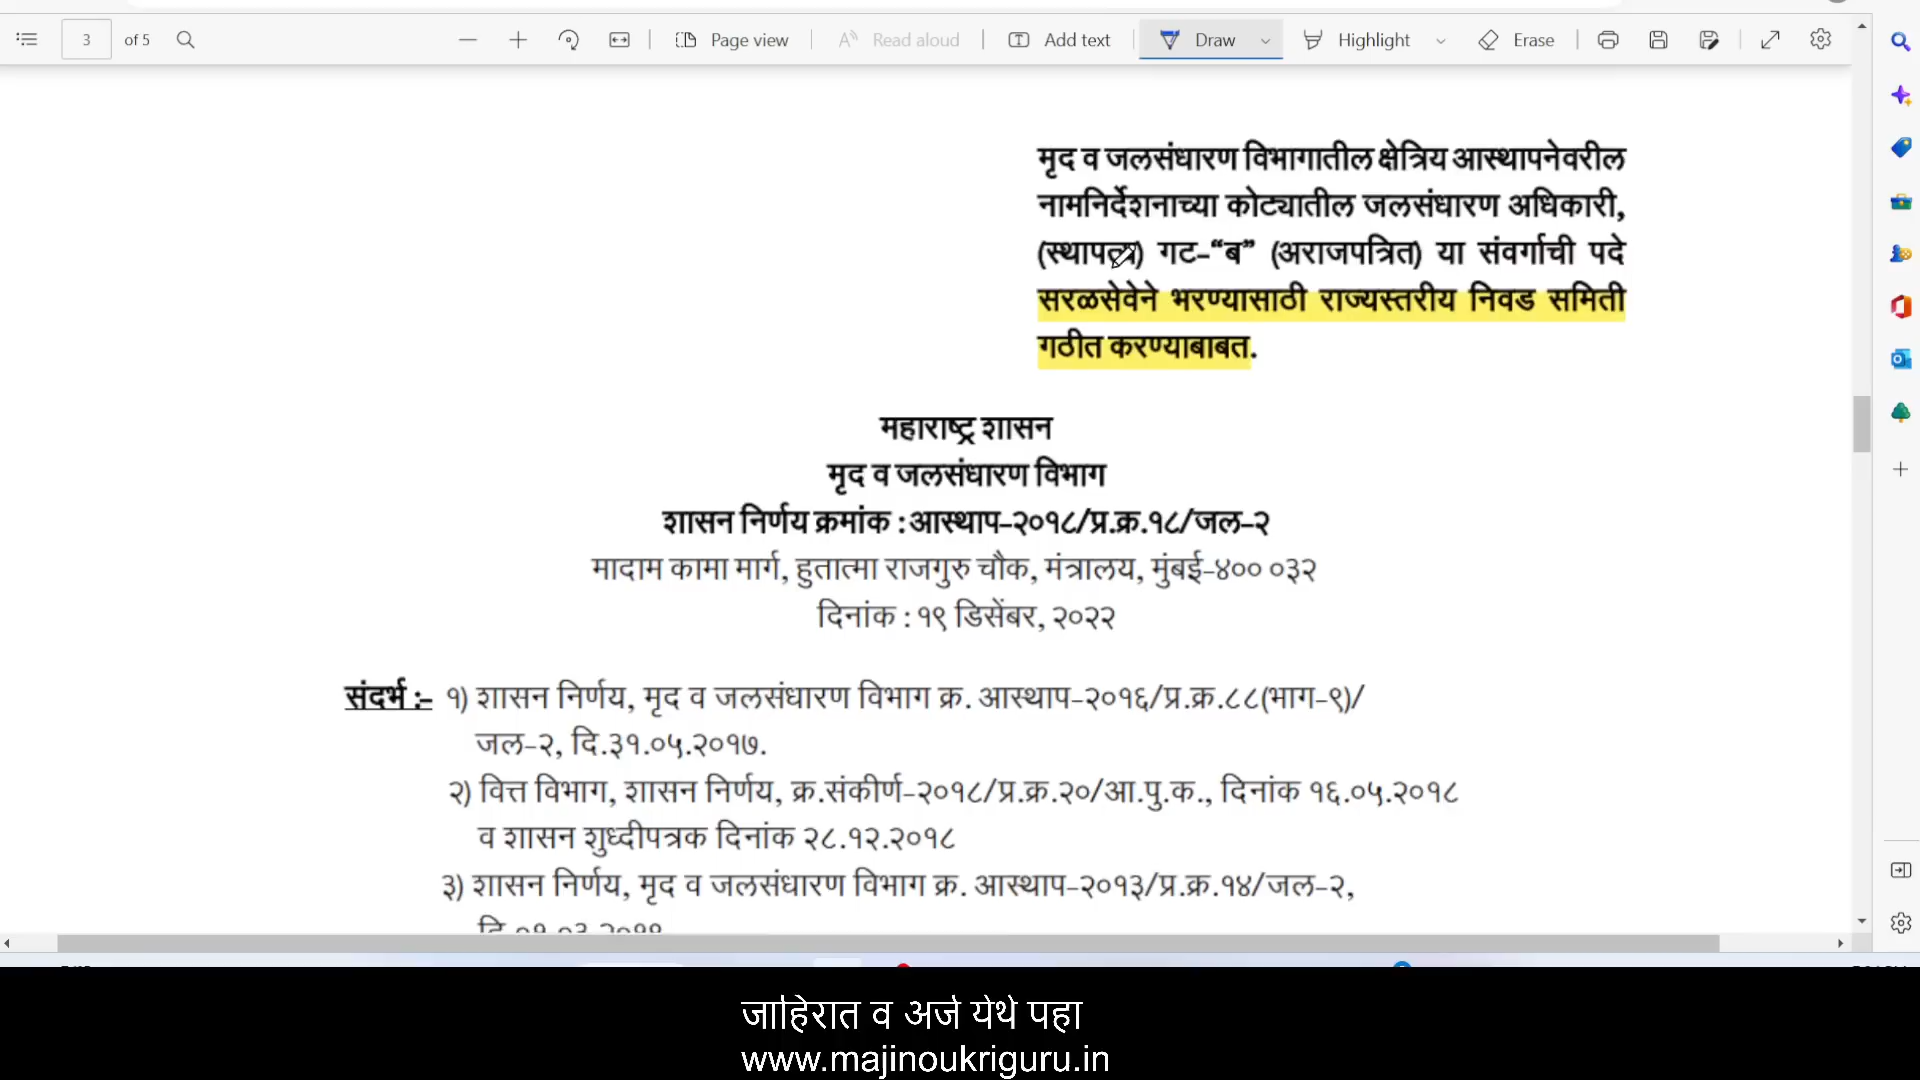 3 of 5 Page view Read aloud Add text Draw Highlight Erase
मृद व जलसंधारण विभागातील क्षेत्रिय आस्थापनेवरील
नामनिर्देशनाच्या कोट्यातील जलसंधारण अधिकारी,
(स्थापत्य) गट-“ब” (अराजपत्रित) या संवर्गाची पदे
सरळसेवेने भरण्यासाठी राज्यस्तरीय निवड समिती
गठीत करण्याबाबत.
महाराष्ट्र शासन
मृद व जलसंधारण विभाग
शासन निर्णय क्रमांक : आस्थाप-२०१८/प्र.क्र.१८/जल-२
मादाम कामा मार्ग, हुतात्मा राजगुरु चौक, मंत्रालय, मुंबई-४०० ०३२
दिनांक : १९ डिसेंबर, २०२२
संदर्भ :- १) शासन निर्णय, मृद व जलसंधारण विभाग क्र. आस्थाप-२०१६/प्र.क्र.८८(भाग-९)/
जल-२, दि.३१.०५.२०१७.
२) वित्त विभाग, शासन निर्णय, क्र.संकीर्ण-२०१८/प्र.क्र.२०/आ.पु.क., दिनांक १६.०५.२०१८
व शासन शुध्दीपत्रक दिनांक २८.१२.२०१८
३) शासन निर्णय, मृद व जलसंधारण विभाग क्र. आस्थाप-२०१३/प्र.क्र.१४/जल-२,
जाहिरात व अर्ज येथे पहा
www.majinoukriguru.in